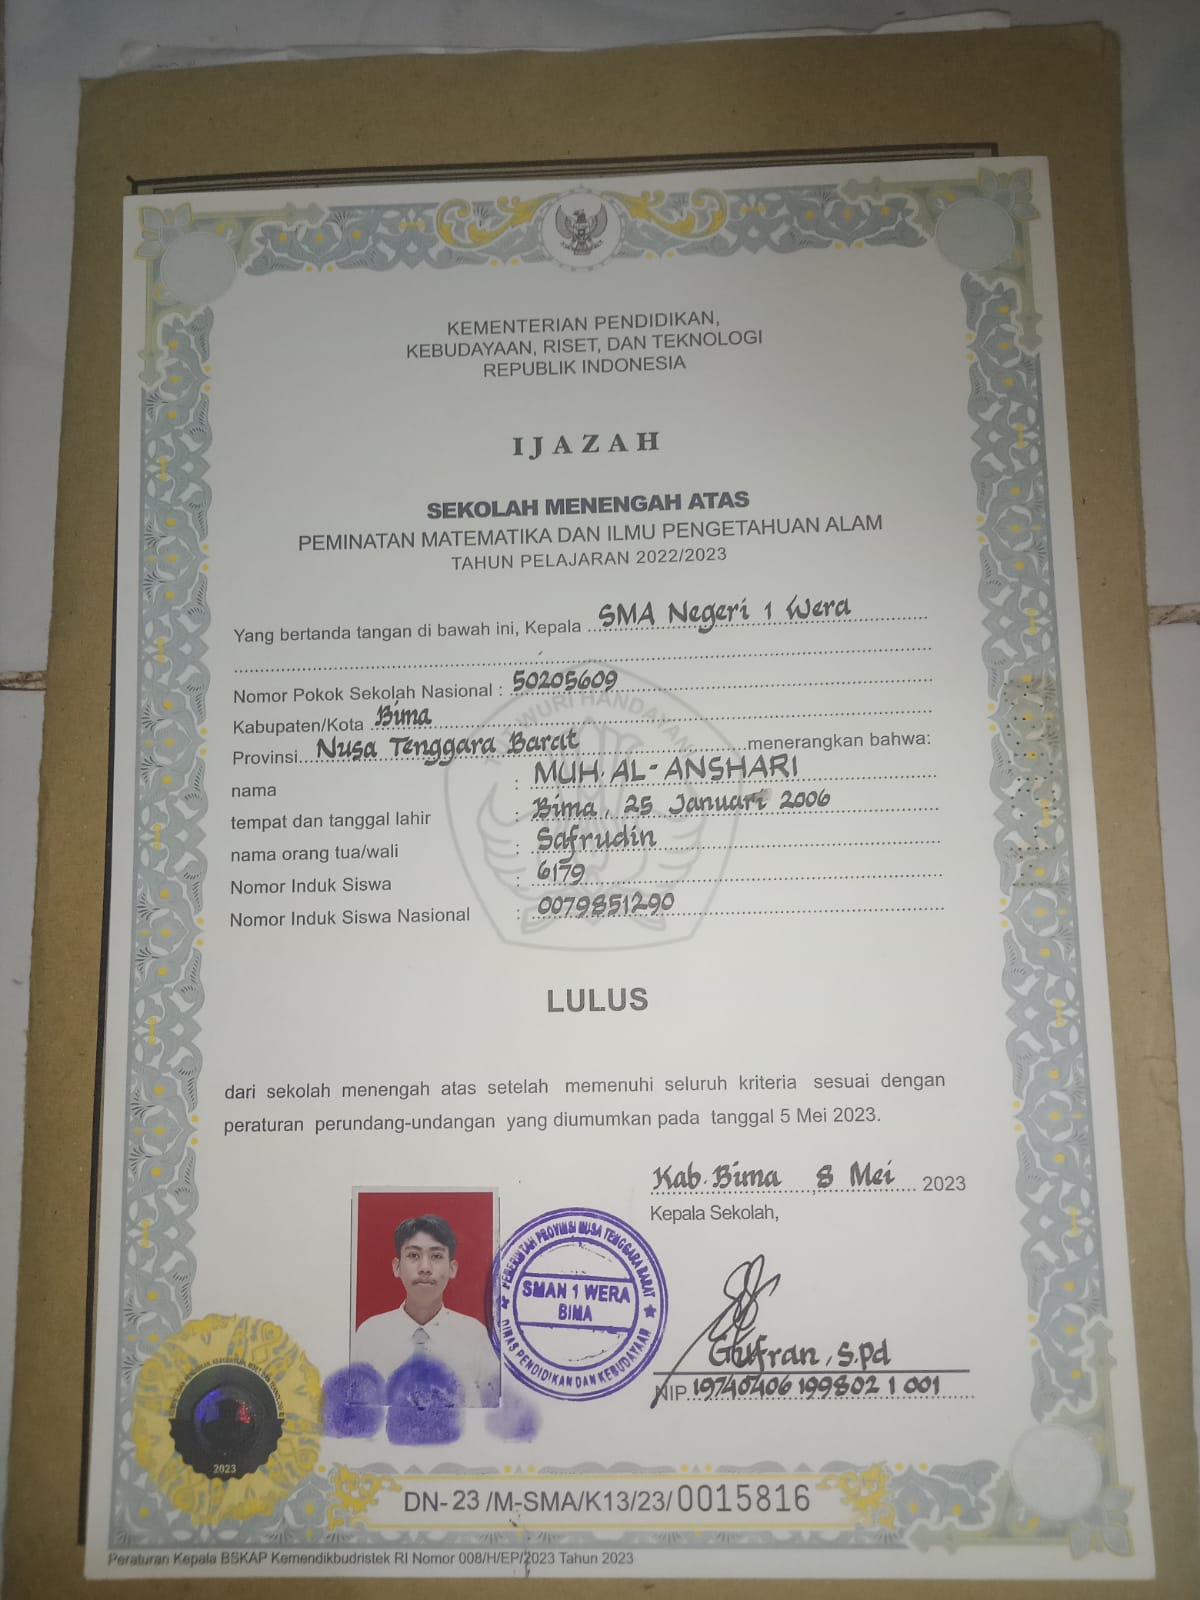 KEMENTERIAN PENDIDIKAN,
KEBUDAYAAN, RISET, DAN TEKNOLOGI
REPUBLIK INDONESIA
IJAZAH
SEKOLAH MENENGAH ATAS
PEMINATAN MATEMATIKA DAN ILMU PENGETAHUAN ALAM
TAHUN PELAJARAN 2022/2023
Yang bertanda tangan di bawah ini, Kepala SMA Negeri 1 Wera
Nomor Pokok Sekolah Nasional : 50205609
Kabupaten/Kota Bima
Provinsi Nusa Tenggara Barat menerangkan bahwa:
nama : MUH. AL-ANSHARI
tempat dan tanggal lahir : Bima, 25 Januari 2006
nama orang tua/wali : Safrudin
Nomor Induk Siswa : 6179
Nomor Induk Siswa Nasional : 0079851290
WURI HANDAYANI
LULUS
dari sekolah menengah atas setelah memenuhi seluruh kriteria sesuai dengan
peraturan perundang-undangan yang diumumkan pada tanggal 5 Mei 2023.
Kab. Bima, 8 Mei 2023
Kepala Sekolah,
PEMERINTAH PROVINSI NUSA TENGGARA BARAT
SMAN 1 WERA
BIMA
DINAS PENDIDIKAN DAN KEBUDAYAAN
Gufran, S.Pd
NIP. 19740406 199802 1 001
2023
DN-23/M-SMA/K13/23/0015816
Peraturan Kepala BSKAP Kemendikbudristek RI Nomor 008/H/EP/2023 Tahun 2023